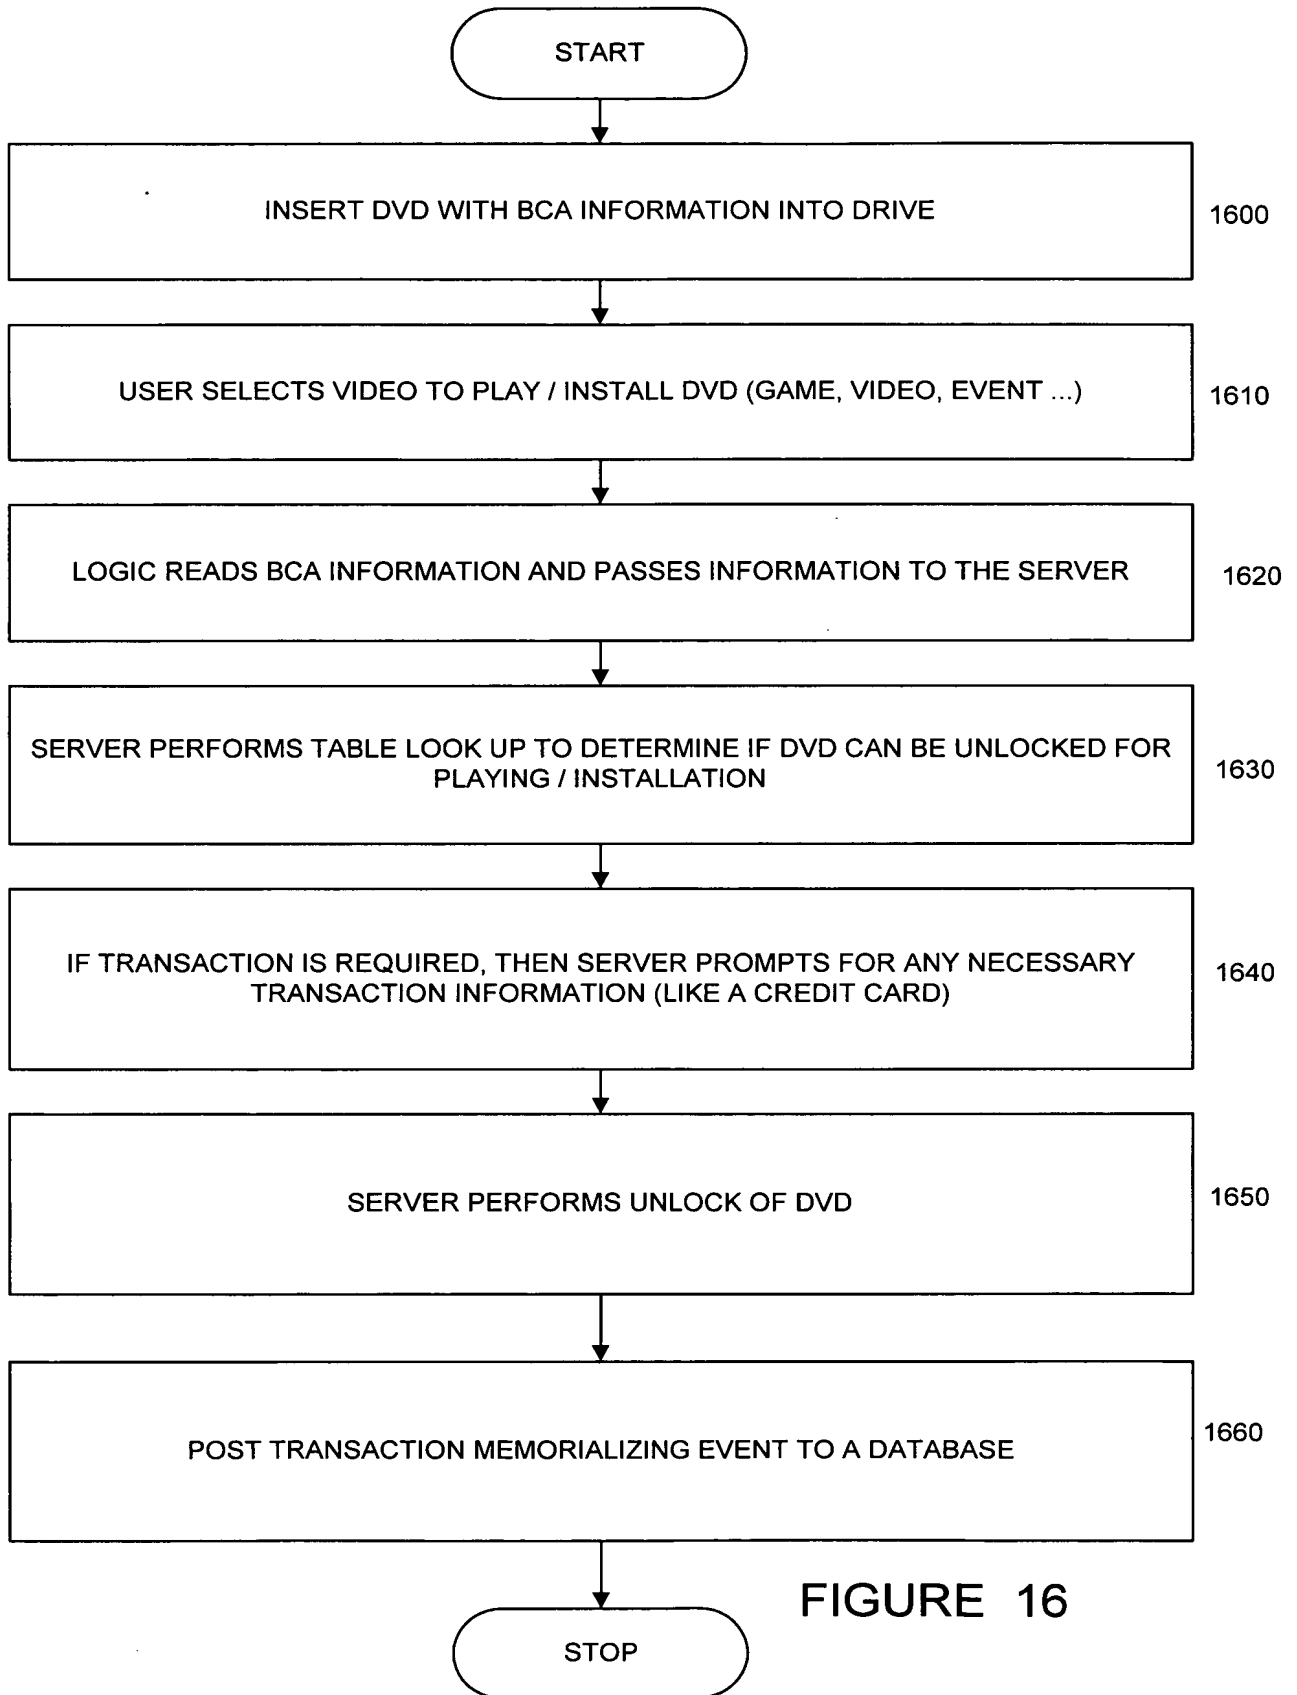 START
INSERT DVD WITH BCA INFORMATION INTO DRIVE
1600
USER SELECTS VIDEO TO PLAY / INSTALL DVD (GAME, VIDEO, EVENT ...)
1610
LOGIC READS BCA INFORMATION AND PASSES INFORMATION TO THE SERVER
1620
SERVER PERFORMS TABLE LOOK UP TO DETERMINE IF DVD CAN BE UNLOCKED FOR
PLAYING / INSTALLATION
1630
IF TRANSACTION IS REQUIRED, THEN SERVER PROMPTS FOR ANY NECESSARY
TRANSACTION INFORMATION (LIKE A CREDIT CARD)
1640
SERVER PERFORMS UNLOCK OF DVD
1650
POST TRANSACTION MEMORIALIZING EVENT TO A DATABASE
1660
FIGURE 16
STOP